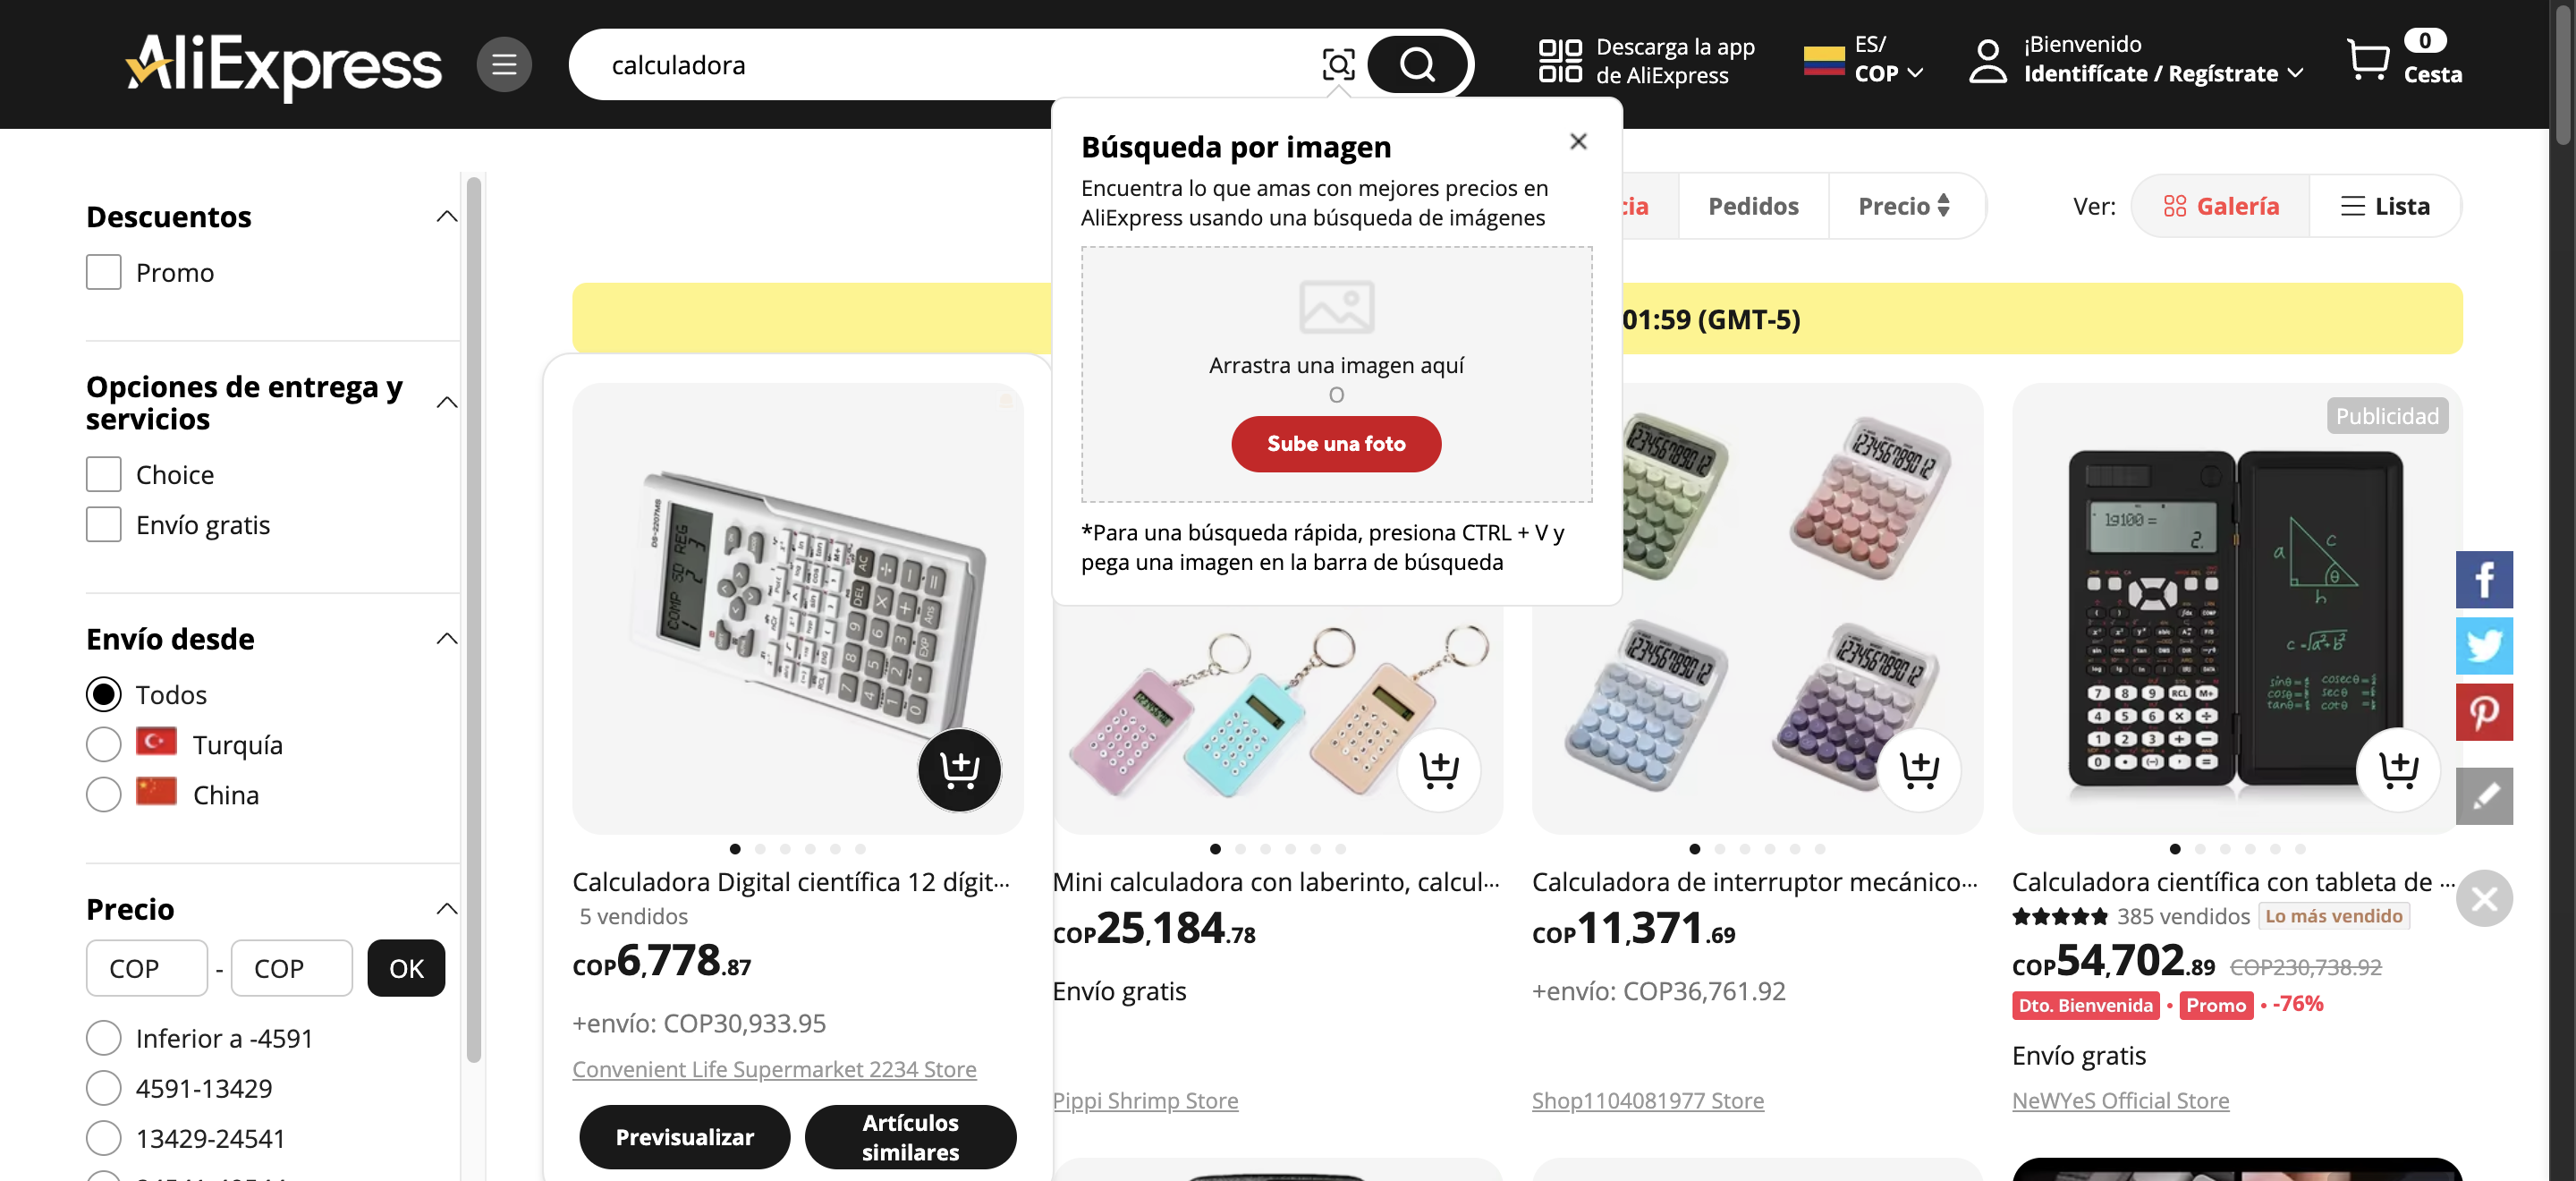 AliExpress
calculadora
Descarga la app
de AliExpress
ES/
COP
¡Bienvenido
Identifícate / Regístrate
0
Cesta
Búsqueda por imagen
Encuentra lo que amas con mejores precios en
AliExpress usando una búsqueda de imágenes
Arrastra una imagen aquí
O
Sube una foto
*Para una búsqueda rápida, presiona CTRL + V y
pega una imagen en la barra de búsqueda
Pedidos
Precio
Ver:
Galería
Lista
01:59 (GMT-5)
Descuentos
Promo
Opciones de entrega y
servicios
Choice
Envío gratis
Envío desde
Todos
Turquía
China
Precio
COP - COP OK
Inferior a -4591
4591-13429
13429-24541
Calculadora Digital científica 12 dígit...
5 vendidos
COP6,778.87
+envío: COP30,933.95
Convenient Life Supermarket 2234 Store
Previsualizar
Artículos
similares
Mini calculadora con laberinto, calcul...
COP25,184.78
Envío gratis
Pippi Shrimp Store
Calculadora de interruptor mecánico...
COP11,371.69
+envío: COP36,761.92
Shop1104081977 Store
Publicidad
Calculadora científica con tableta de ...
385 vendidos
Lo más vendido
COP54,702.89 COP230,738.92
Dto. Bienvenida • Promo • -76%
Envío gratis
NeWYeS Official Store